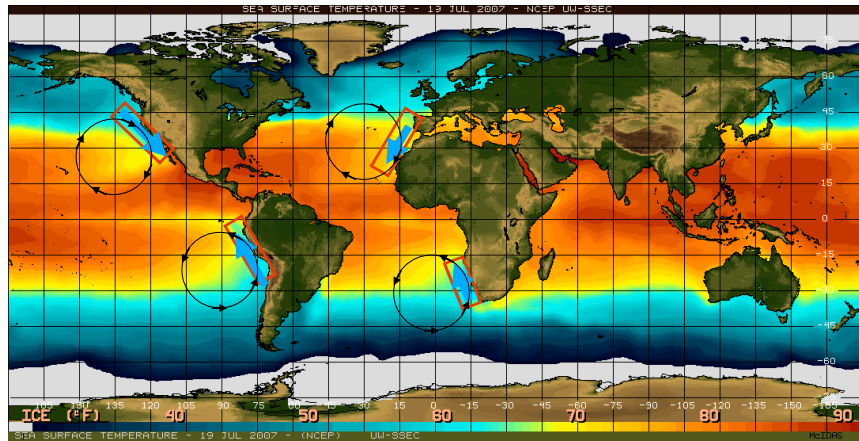 SEA SURFACE TEMPERATURE - 19 JUL 2007 - NCEP UW-SSEC
75
60
45
30
15
0
-15
-30
-45
-60
165 150 135 120 105 90 75 60 45 30 15 0 -15 -30 -45 -60 -75 -90 -105 -120 -135 -150 -165
ICE (°F) 40 50 60 70 80 90
SEA SURFACE TEMPERATURE - 19 JUL 2007 - (NCEP) UW-SSEC McIDAS